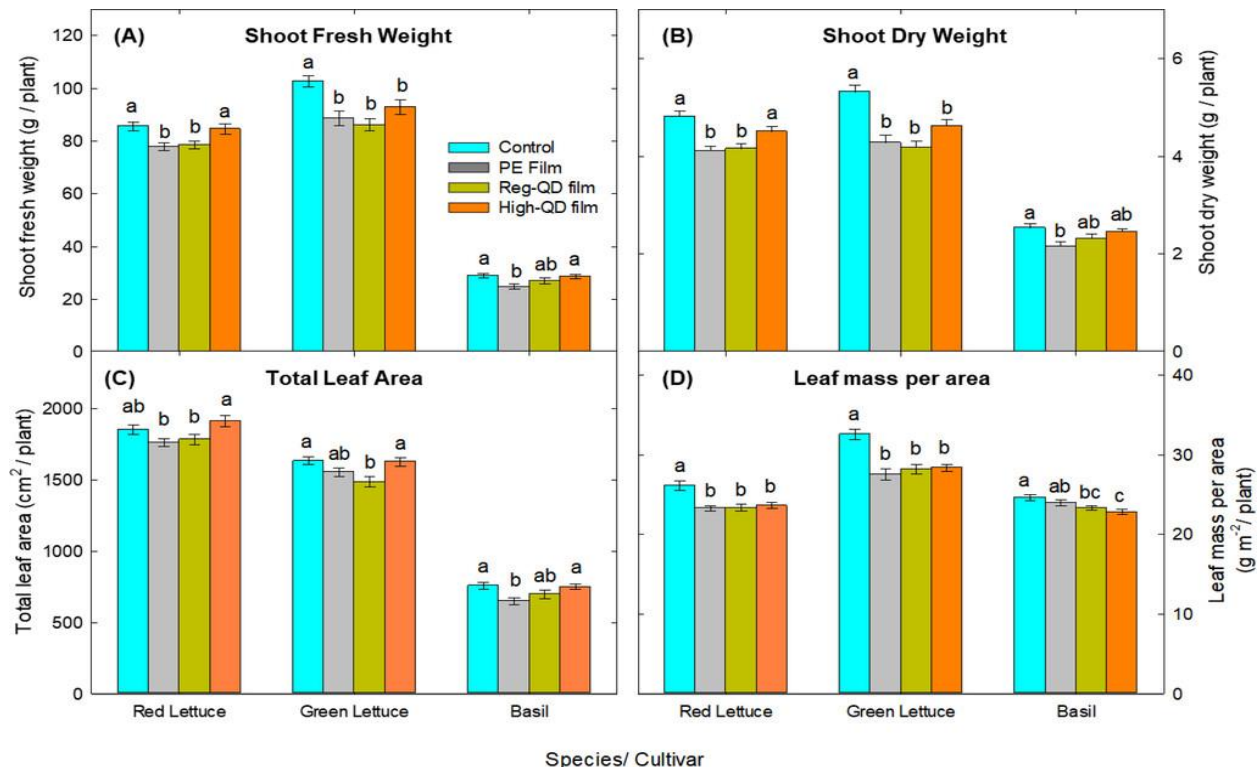 (A) Shoot Fresh Weight
120
100
80
60
40
20
0
Shoot fresh weight (g / plant)
a b b a
a b b b
a b ab a
Control
PE Film
Reg-QD film
High-QD film
(B) Shoot Dry Weight
6
4
2
0
Shoot dry weight (g / plant)
a b b a
a b b b
a b ab ab
(C) Total Leaf Area
2000
1500
1000
500
0
Total leaf area (cm²/ plant)
ab b b a
a ab b a
a b ab a
Red Lettuce Green Lettuce Basil
(D) Leaf mass per area
40
30
20
10
0
Leaf mass per area
(g m⁻²/ plant)
a b b b
a b b b
a ab bc c
Red Lettuce Green Lettuce Basil
Species/ Cultivar